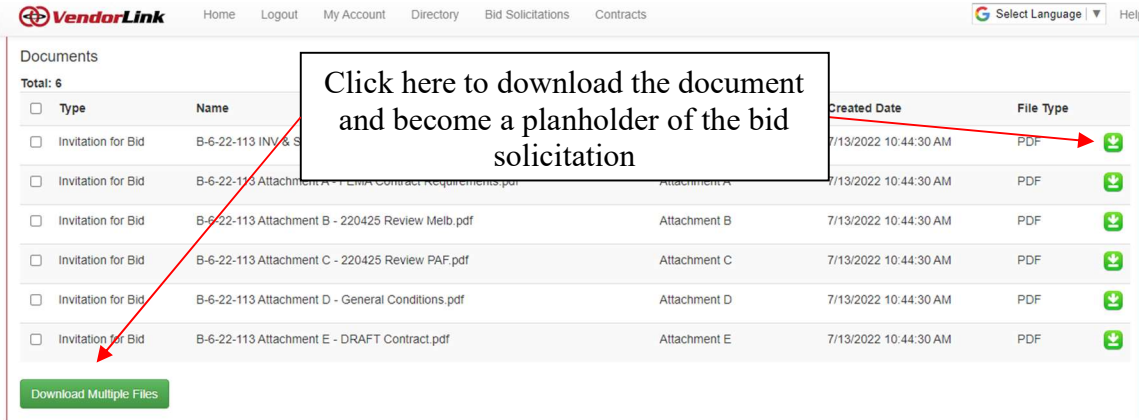 VendorLink Home Logout My Account Directory Bid Solicitations Contracts Select Language ▼ Help
Documents
Total: 6
Click here to download the document
and become a planholder of the bid
solicitation
Type Name Created Date File Type
Invitation for Bid B-6-22-113 INV & S 7/13/2022 10:44:30 AM PDF
Invitation for Bid B-6-22-113 Attachment A - FEMA Contract Requirements.pdf Attachment A 7/13/2022 10:44:30 AM PDF
Invitation for Bid B-6-22-113 Attachment B - 220425 Review Melb.pdf Attachment B 7/13/2022 10:44:30 AM PDF
Invitation for Bid B-6-22-113 Attachment C - 220425 Review PAF.pdf Attachment C 7/13/2022 10:44:30 AM PDF
Invitation for Bid B-6-22-113 Attachment D - General Conditions.pdf Attachment D 7/13/2022 10:44:30 AM PDF
Invitation for Bid B-6-22-113 Attachment E - DRAFT Contract.pdf Attachment E 7/13/2022 10:44:30 AM PDF
Download Multiple Files